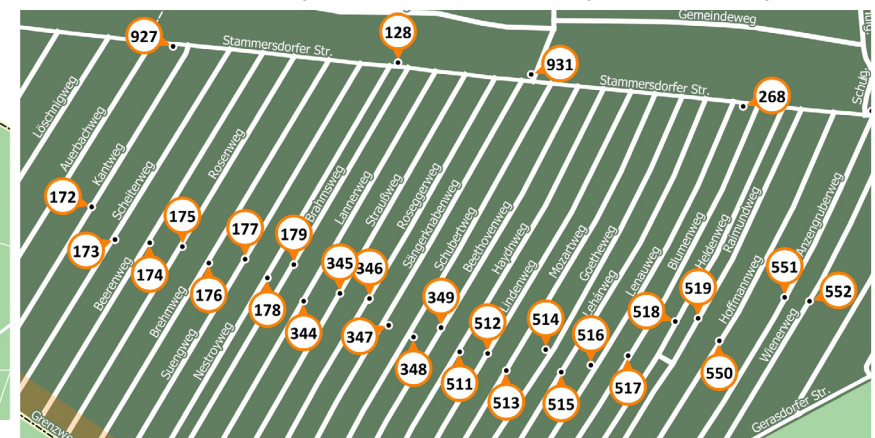 Gemeindeweg
927
128
Stammersdorfer Str.
931
Stammersdorfer Str.
268
Schug.
Löschnigweg
Auerbachweg
Kantweg
Schelterweg
Rosenweg
Brahmsweg
Lannerweg
Straußweg
Roseggerweg
Sängerknabenweg
Schubertweg
Beethovenweg
Haydnweg
Lindenweg
Mozartweg
Goetheweg
Lehárweg
Lenauweg
Blumenweg
Heldenweg
Raimundweg
Hoffmannweg
Anzengruberweg
Wienerweg
172
173
174
175
176
177
178
179
344
345
346
347
348
349
511
512
513
514
515
516
517
518
519
550
551
552
Beerenweg
Brehmweg
Suengweg
Nestroyweg
Gerasdorfer Str.